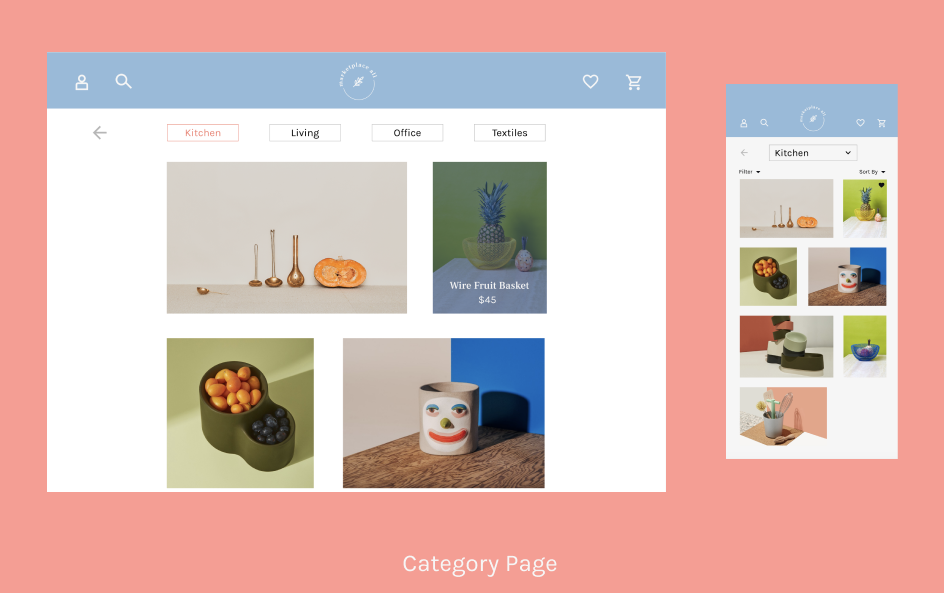 marketplace all
Kitchen
Living
Office
Textiles
Wire Fruit Basket
$45
marketplace all
Kitchen
Filter
Sort By
Category Page